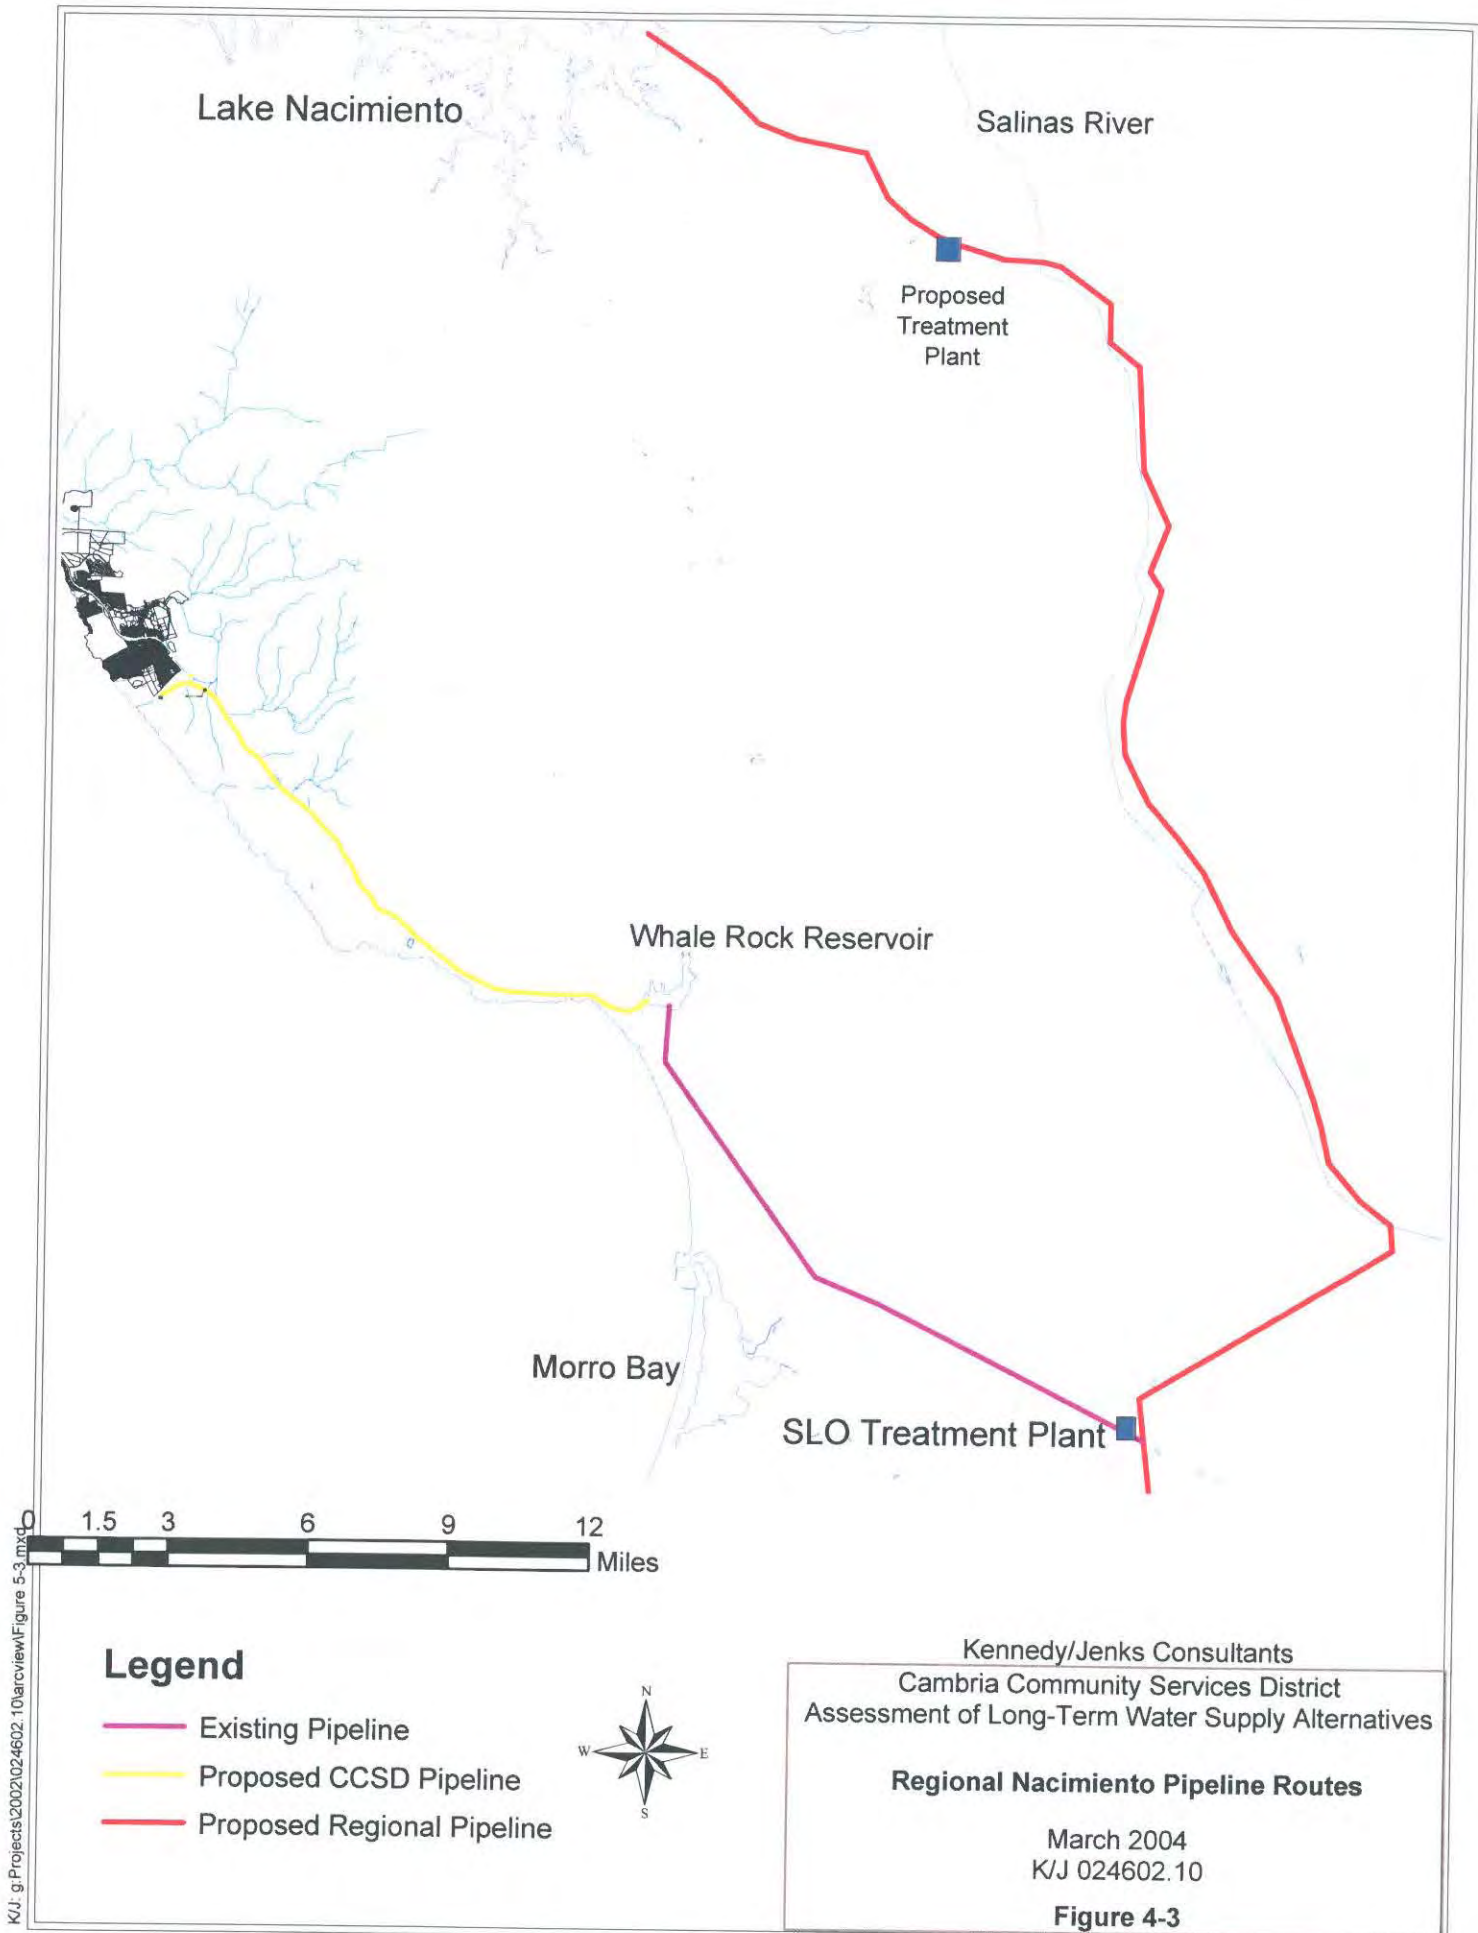 Lake Nacimiento
Salinas River
Proposed
Treatment
Plant
Whale Rock Reservoir
Morro Bay
SLO Treatment Plant
0 1.5 3 6 9 12
Miles
Legend
Existing Pipeline
Proposed CCSD Pipeline
Proposed Regional Pipeline
N
W E
S
Kennedy/Jenks Consultants
Cambria Community Services District
Assessment of Long-Term Water Supply Alternatives
Regional Nacimiento Pipeline Routes
March 2004
K/J 024602.10
Figure 4-3
K/J: g:Projects\2002\024602.10\arcview\Figure 5-3.mxd